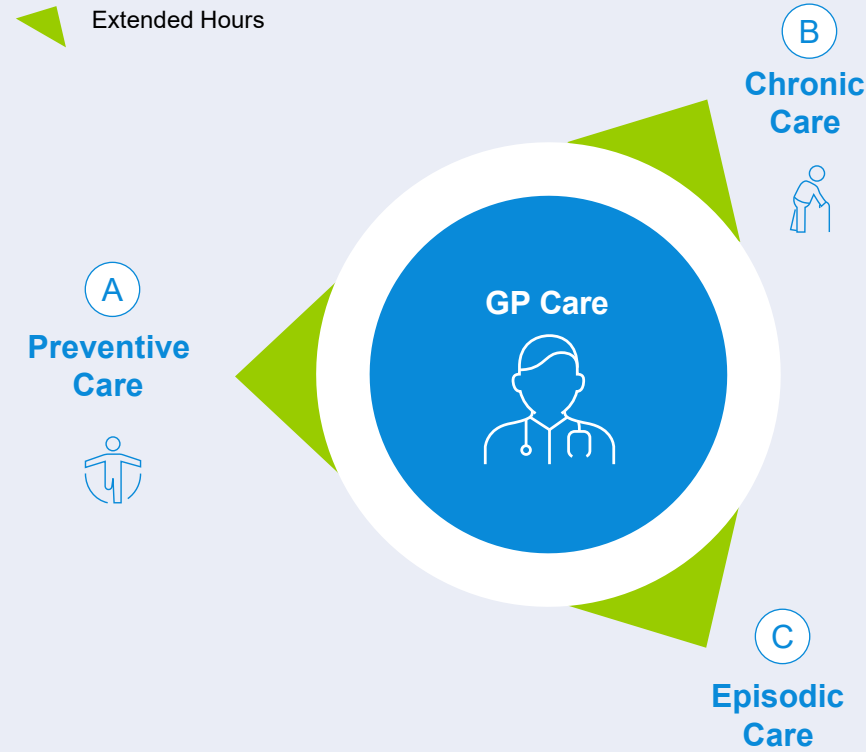 Extended Hours
B
Chronic
Care
A
Preventive
Care
GP Care
C
Episodic
Care